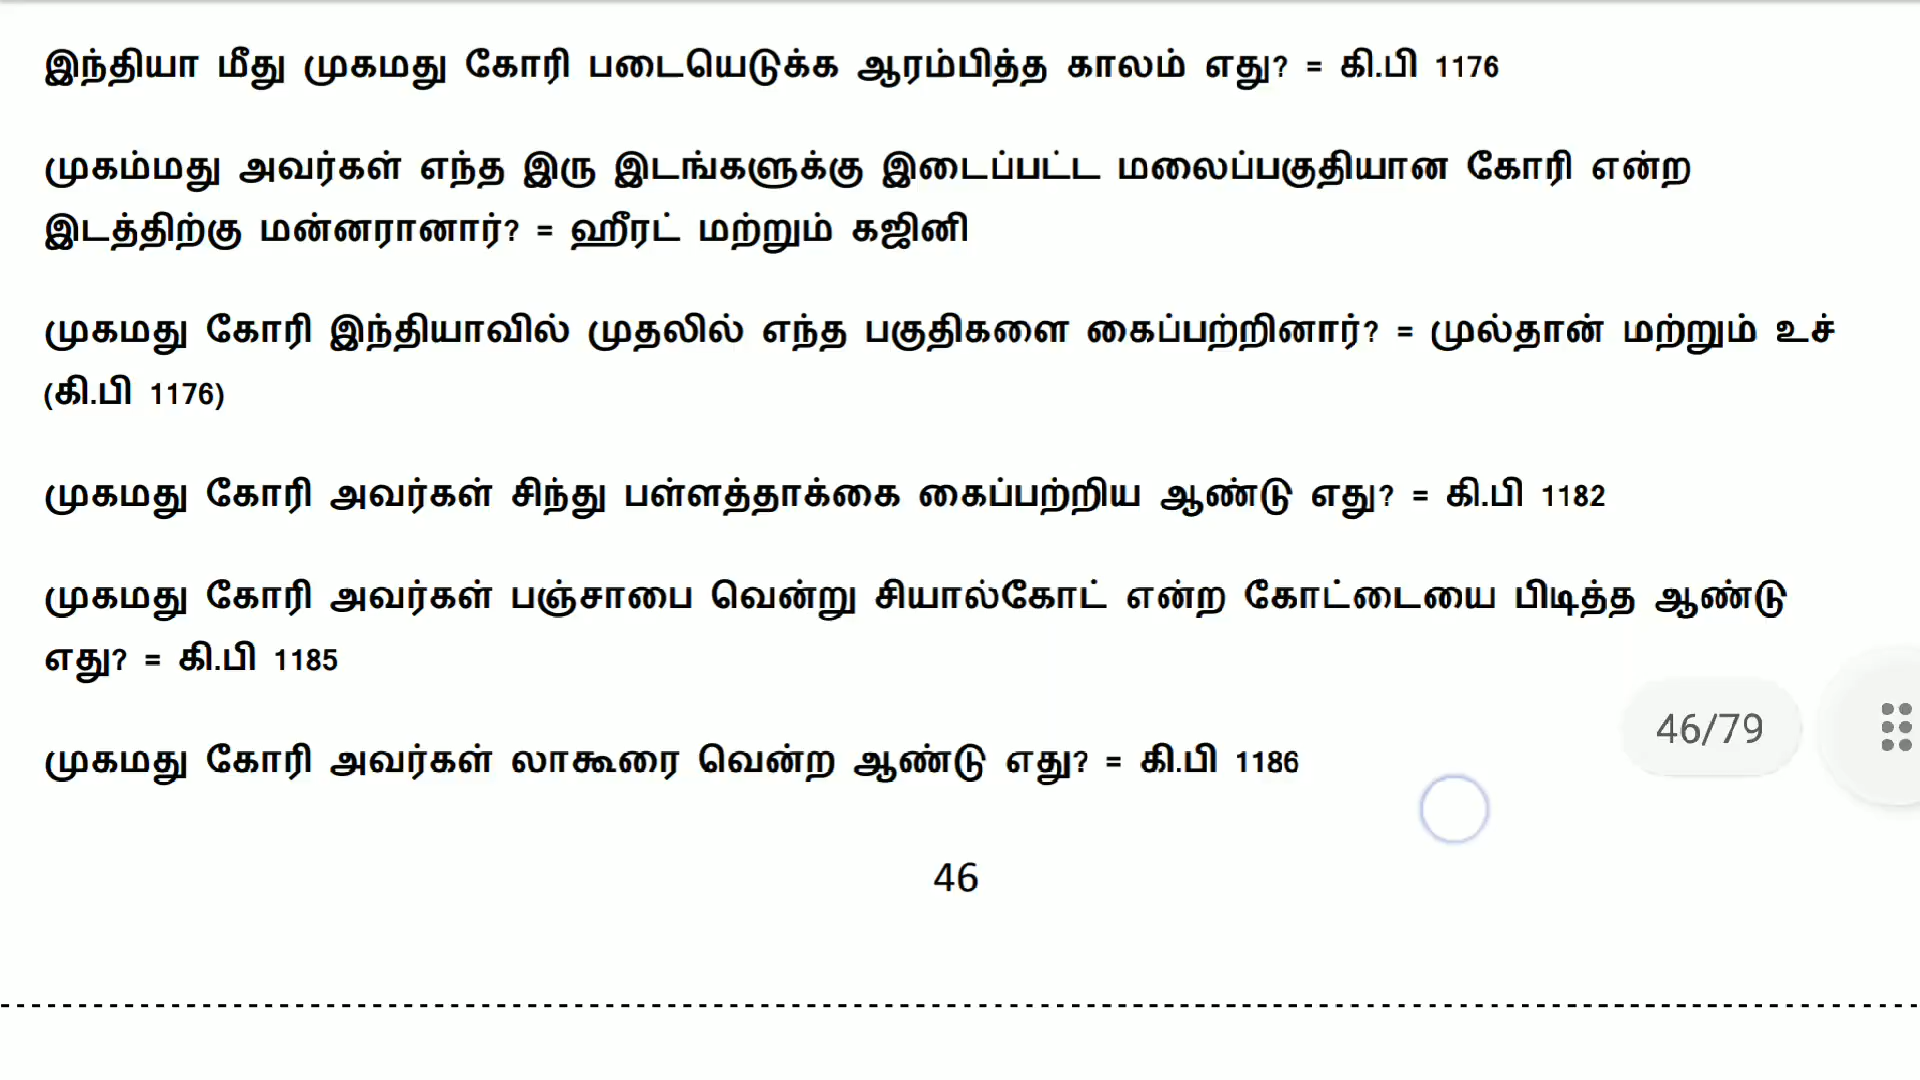 இந்தியா மீது முகமது கோரி படையெடுக்க ஆரம்பித்த காலம் எது? = கி.பி 1176
முகம்மது அவர்கள் எந்த இரு இடங்களுக்கு இடைப்பட்ட மலைப்பகுதியான கோரி என்ற
இடத்திற்கு மன்னரானார்? = ஹீரட் மற்றும் கஜினி
முகமது கோரி இந்தியாவில் முதலில் எந்த பகுதிகளை கைப்பற்றினார்? = முல்தான் மற்றும் உச்
(கி.பி 1176)
முகமது கோரி அவர்கள் சிந்து பள்ளத்தாக்கை கைப்பற்றிய ஆண்டு எது? = கி.பி 1182
முகமது கோரி அவர்கள் பஞ்சாபை வென்று சியால்கோட் என்ற கோட்டையை பிடித்த ஆண்டு
எது? = கி.பி 1185
46/79
முகமது கோரி அவர்கள் லாகூரை வென்ற ஆண்டு எது? = கி.பி 1186
46